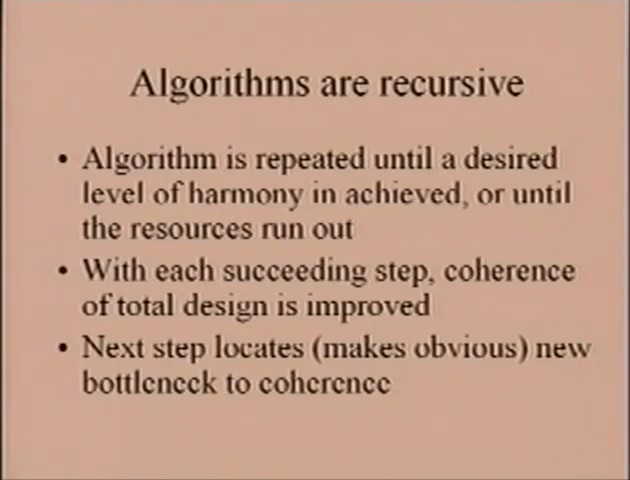 Algorithms are recursive
• Algorithm is repeated until a desired
level of harmony in achieved, or until
the resources run out
• With each succeeding step, coherence
of total design is improved
• Next step locates (makes obvious) new
bottleneck to coherence